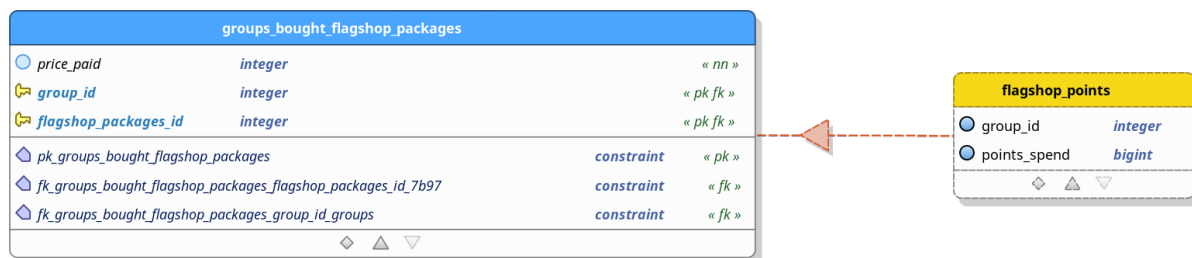 groups_bought_flagshop_packages
price_paid integer « nn »
group_id integer « pk fk »
flagshop_packages_id integer « pk fk »
pk_groups_bought_flagshop_packages constraint « pk »
fk_groups_bought_flagshop_packages_flagshop_packages_id_7b97 constraint « fk »
fk_groups_bought_flagshop_packages_group_id_groups constraint « fk »
flagshop_points
group_id integer
points_spend bigint